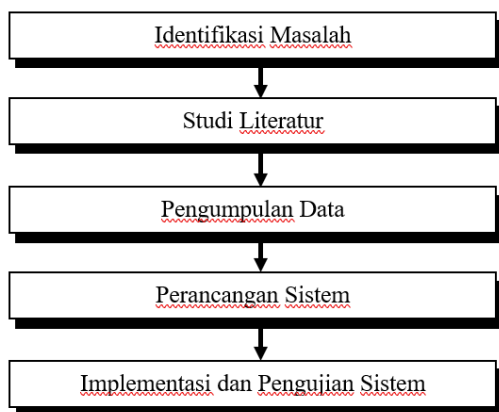 Identifikasi Masalah
Studi Literatur
Pengumpulan Data
Perancangan Sistem
Implementasi dan Pengujian Sistem